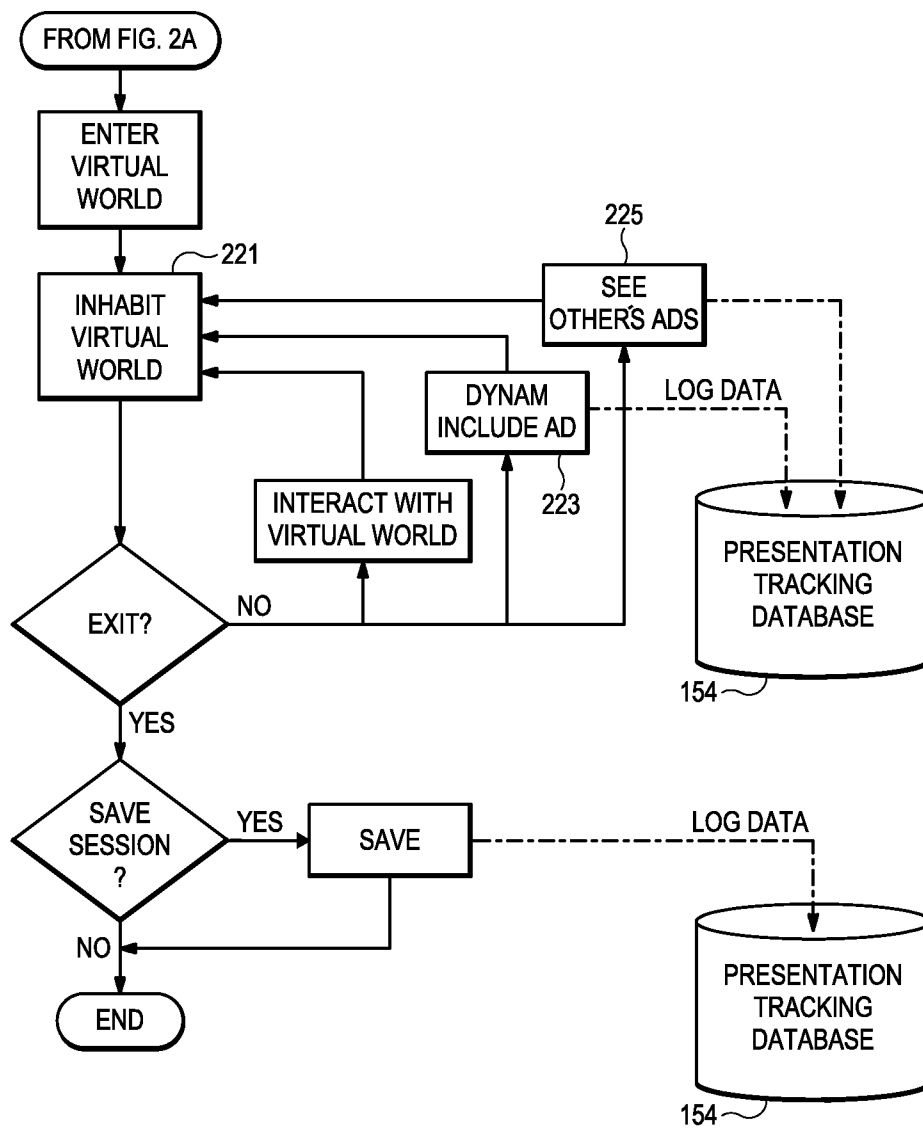 FROM FIG. 2A
ENTER
VIRTUAL
WORLD
221
INHABIT
VIRTUAL
WORLD
225
SEE
OTHER'S ADS
DYNAM
INCLUDE AD
223
LOG DATA
INTERACT WITH
VIRTUAL WORLD
PRESENTATION
TRACKING
DATABASE
154
EXIT?
NO
YES
SAVE
SESSION
?
YES
SAVE
LOG DATA
NO
PRESENTATION
TRACKING
DATABASE
154
END